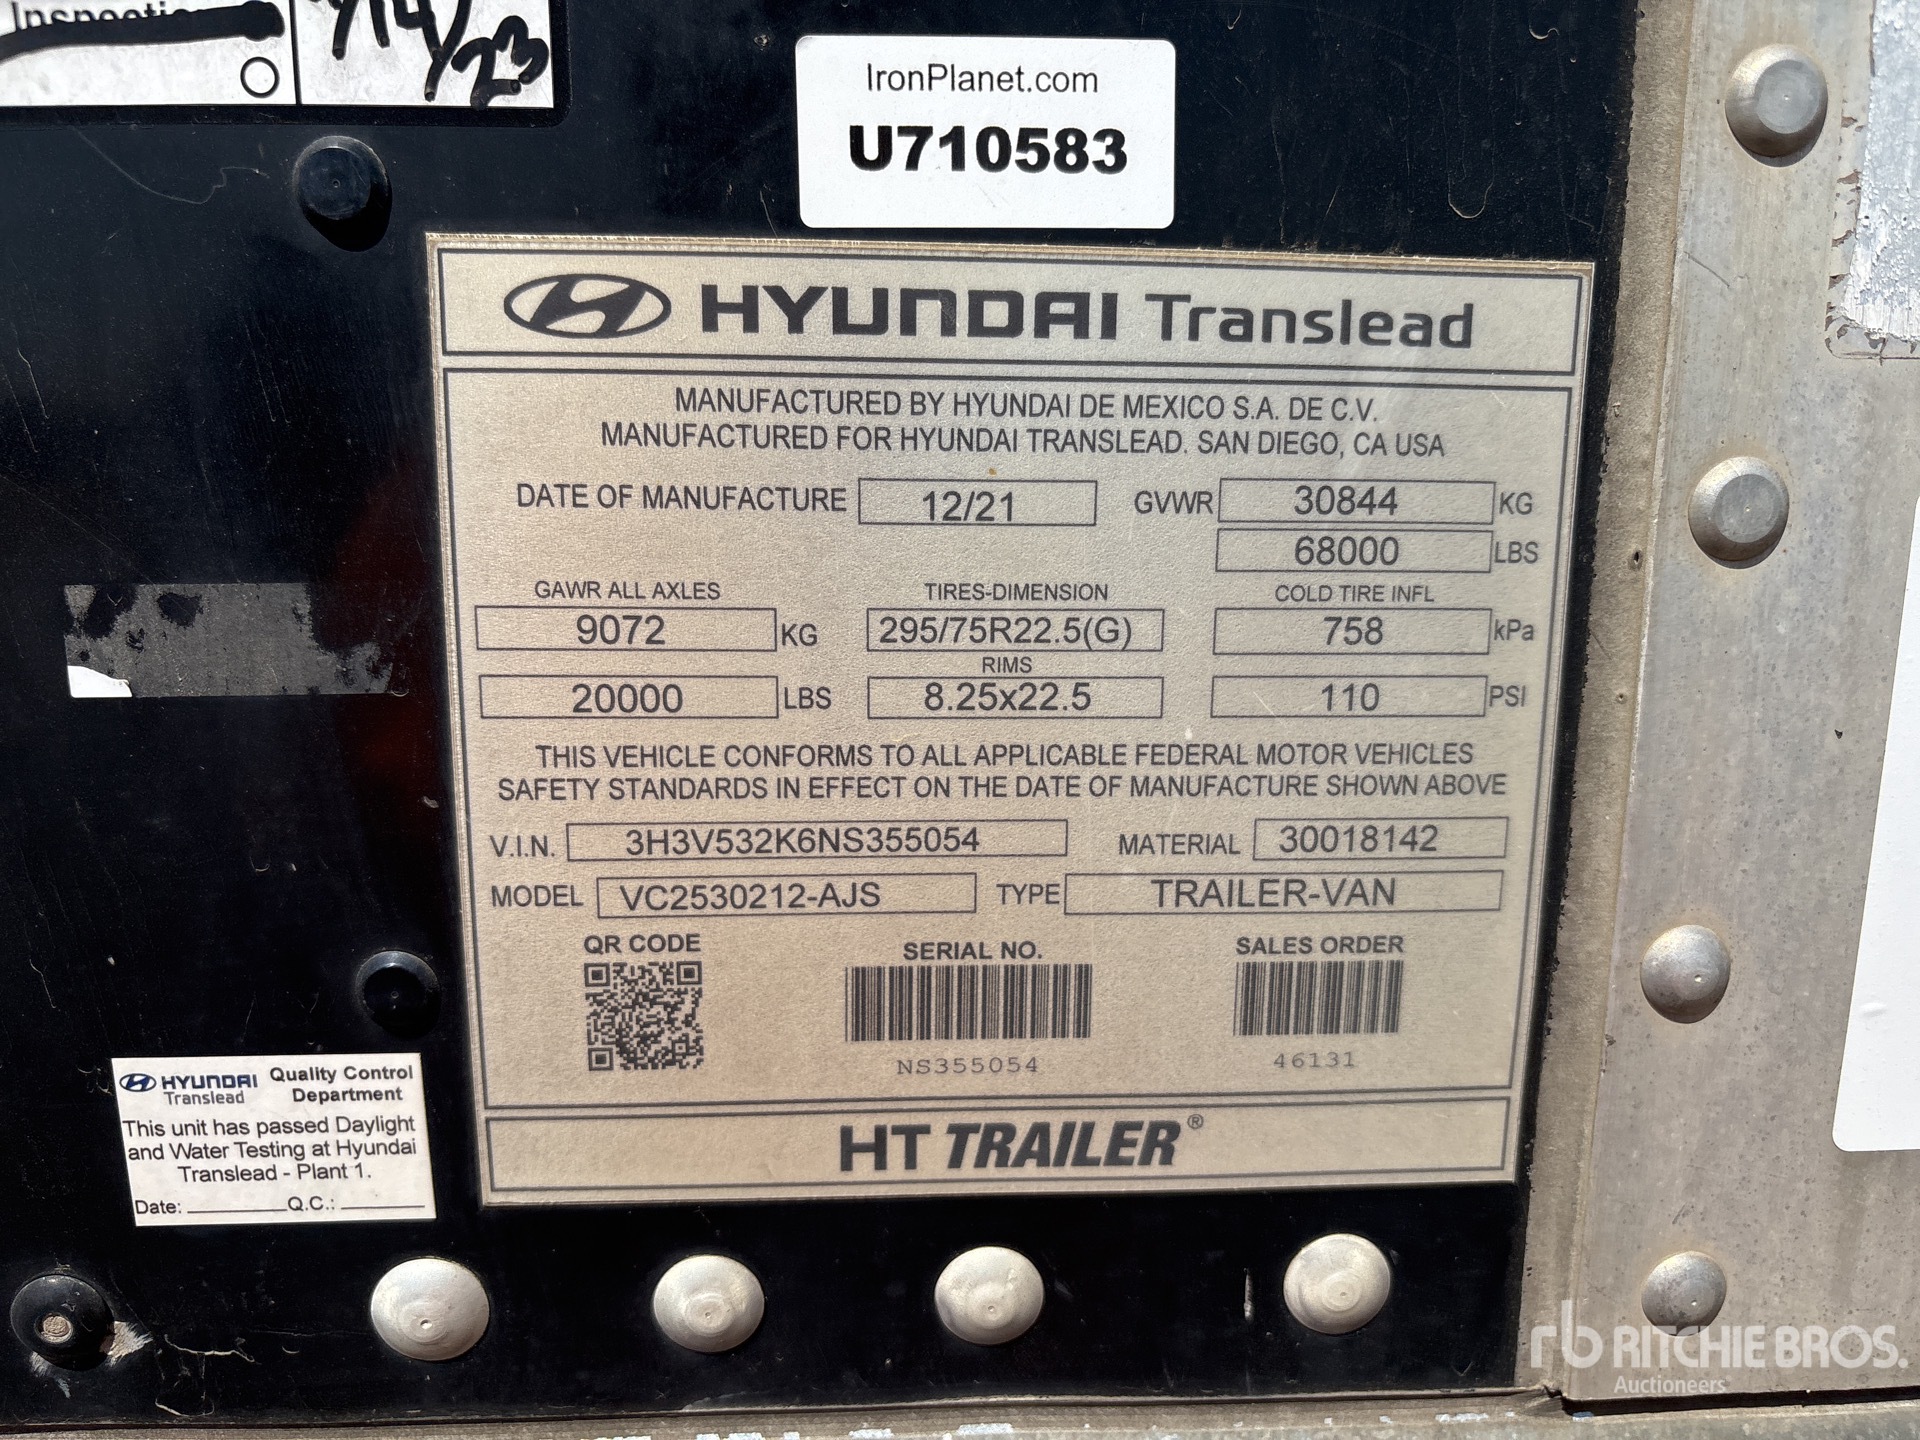 Inspection
14/23
IronPlanet.com
U710583
HYUNDAI Translead
MANUFACTURED BY HYUNDAI DE MEXICO S.A. DE C.V.
MANUFACTURED FOR HYUNDAI TRANSLEAD. SAN DIEGO, CA USA
DATE OF MANUFACTURE 12/21 GVWR 30844 KG
68000 LBS
GAWR ALL AXLES TIRES-DIMENSION COLD TIRE INFL
9072 KG 295/75R22.5(G) 758 kPa
RIMS
20000 LBS 8.25x22.5 110 PSI
THIS VEHICLE CONFORMS TO ALL APPLICABLE FEDERAL MOTOR VEHICLES
SAFETY STANDARDS IN EFFECT ON THE DATE OF MANUFACTURE SHOWN ABOVE
V.I.N. 3H3V532K6NS355054 MATERIAL 30018142
MODEL VC2530212-AJS TYPE TRAILER-VAN
QR CODE SERIAL NO. SALES ORDER
NS355054 46131
HT TRAILER®
HYUNDAI Translead Quality Control Department
This unit has passed Daylight
and Water Testing at Hyundai
Translead - Plant 1.
Date: Q.C.:
rb RITCHIE BROS.
Auctioneers